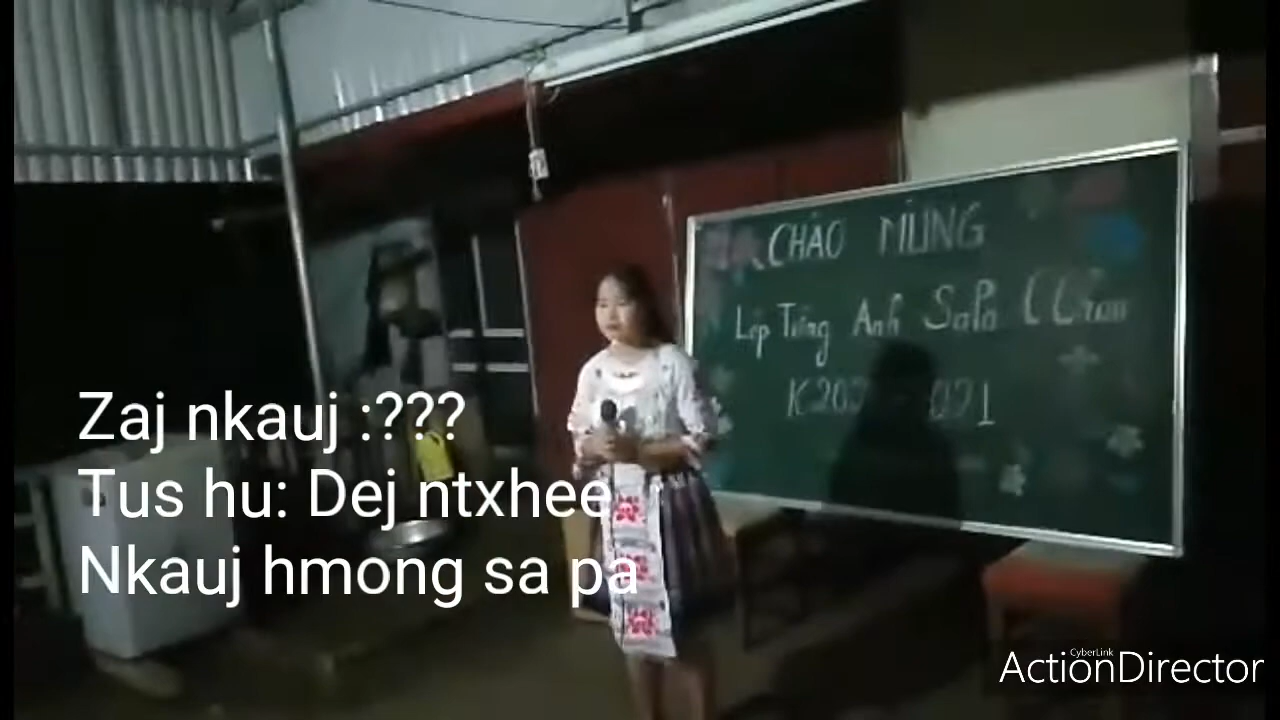 CHÀO MỪNG
Lớp Tiếng Anh SaPa
Zaj nkauj :???
Tus hu: Dej ntxhee
Nkauj hmong sa pa
CyberLink
ActionDirector